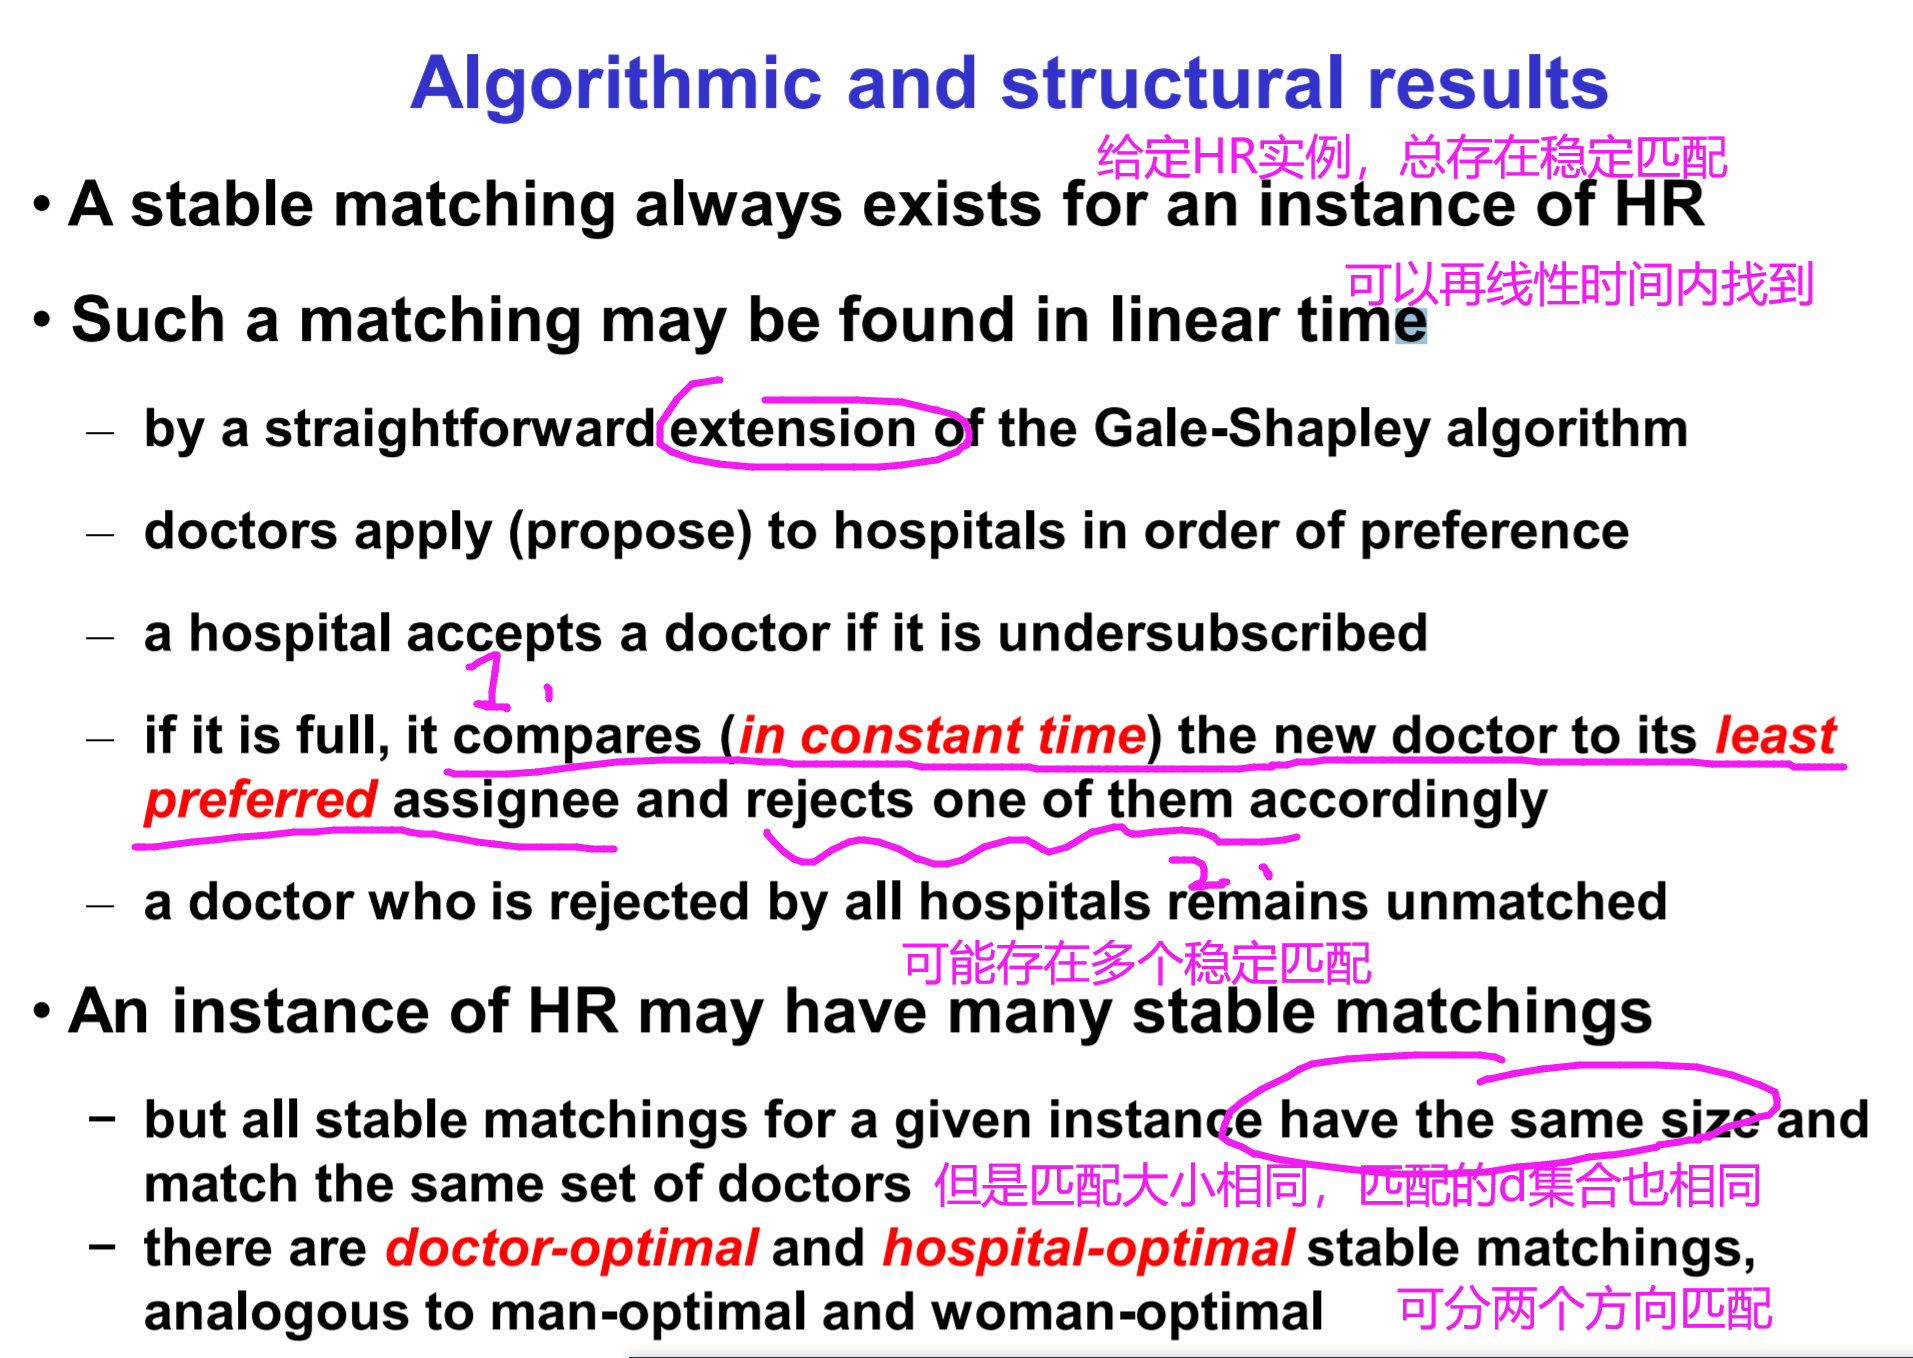 Algorithmic and structural results
给定HR实例，总存在稳定匹配
• A stable matching always exists for an instance of HR
可以再线性时间内找到
• Such a matching may be found in linear time
– by a straightforward extension of the Gale-Shapley algorithm
– doctors apply (propose) to hospitals in order of preference
– a hospital accepts a doctor if it is undersubscribed
1.
– if it is full, it compares (in constant time) the new doctor to its least
preferred assignee and rejects one of them accordingly
2.
– a doctor who is rejected by all hospitals remains unmatched
可能存在多个稳定匹配
• An instance of HR may have many stable matchings
– but all stable matchings for a given instance have the same size and
match the same set of doctors 但是匹配大小相同，匹配的d集合也相同
– there are doctor-optimal and hospital-optimal stable matchings,
analogous to man-optimal and woman-optimal 可分两个方向匹配